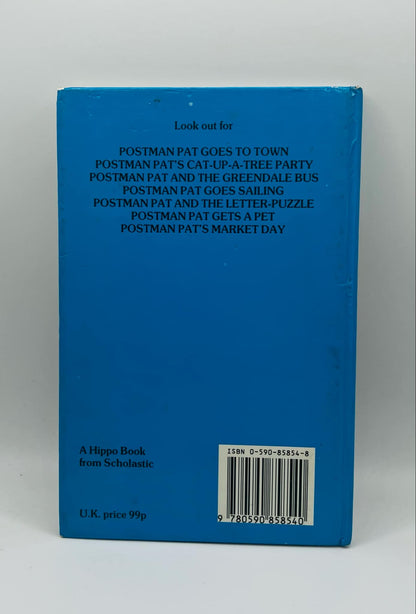 Look out for
POSTMAN PAT GOES TO TOWN
POSTMAN PAT'S CAT-UP-A-TREE PARTY
POSTMAN PAT AND THE GREENDALE BUS
POSTMAN PAT GOES SAILING
POSTMAN PAT AND THE LETTER-PUZZLE
POSTMAN PAT GETS A PET
POSTMAN PAT'S MARKET DAY
A Hippo Book
from Scholastic
U.K. price 99p
ISBN 0-590-85854-8
9 780590 858540